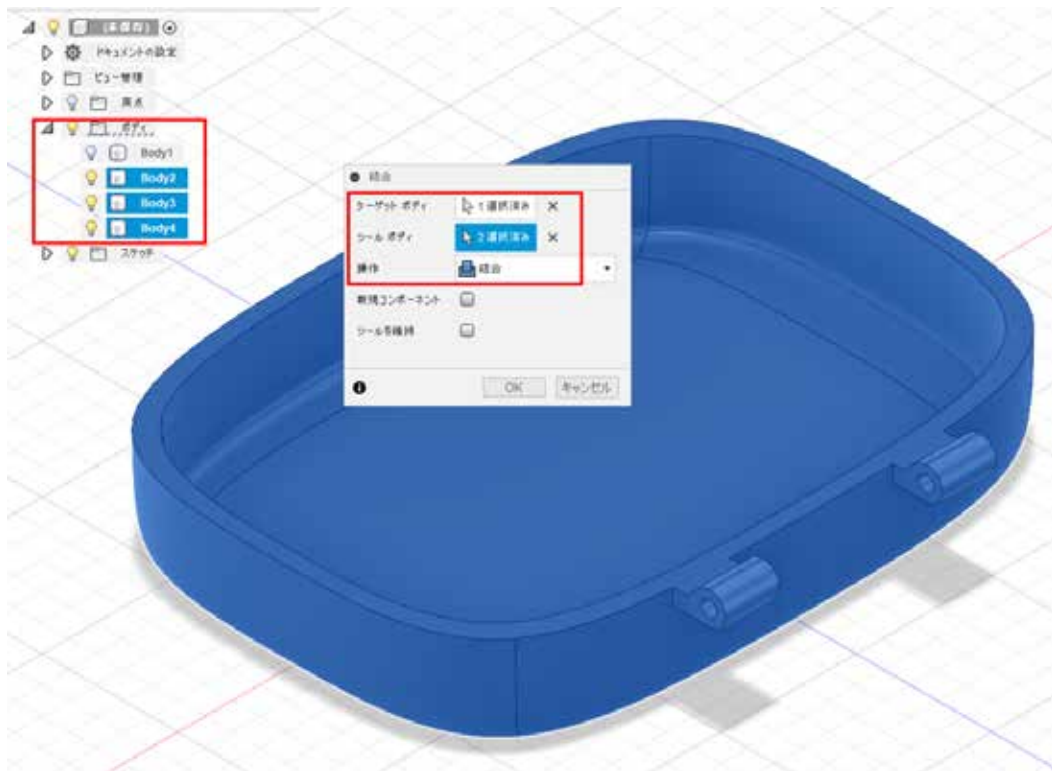 (未保存)
ドキュメントの設定
ビュー管理
原点
ボディ
Body1
Body2
Body3
Body4
スケッチ
結合
ターゲット ボディ 1 選択済み
ツール ボディ 2 選択済み
操作 結合
新規コンポーネント
ツールを維持
OK キャンセル